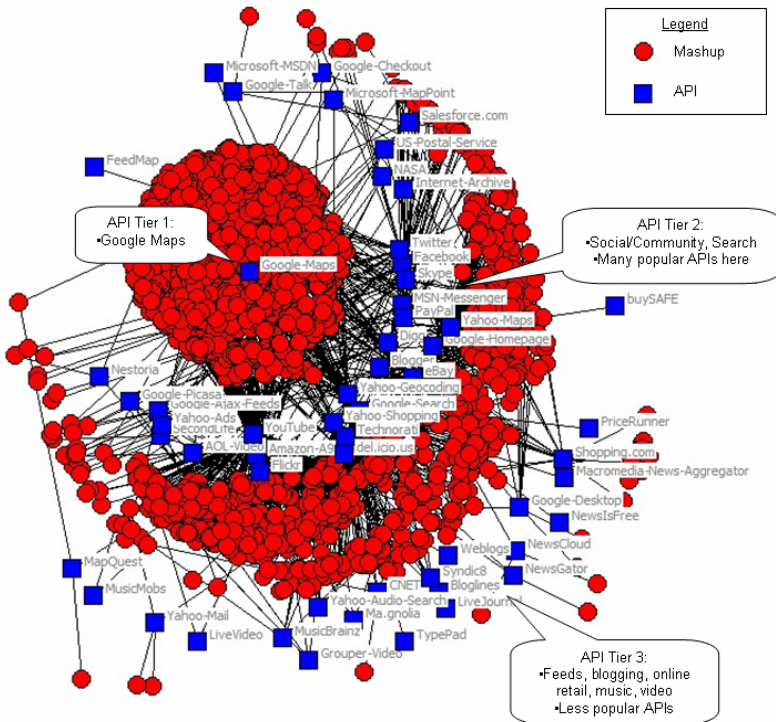 Legend
Mashup
API
Microsoft-MSDN
Google-Checkout
Google-Talk
Microsoft-MapPoint
Salesforce.com
US-Postal-Service
FeedMap
NASA
Internet-Archive
API Tier 1:
•Google Maps
API Tier 2:
•Social/Community, Search
•Many popular APIs here
Twitter
Facebook
Google-Maps
Skype
MSN-Messenger
PayPal
buySAFE
Yahoo-Maps
Digg
Google-Homepage
Blogger
eBay
Nestoria
Yahoo-Geocoding
Google-Picasa
Google-Ajax-Feeds
Google-Search
Yahoo-Ads
Yahoo-Shopping
SecondLife
YouTube
Technorati
PriceRunner
AOL-Video
Amazon-A9
del.icio.us
Shopping.com
Flickr
Macromedia-News-Aggregator
Google-Desktop
NewsIsFree
Weblogs
NewsCloud
MapQuest
Syndic8
NewsGator
CNET
Bloglines
MusicMobs
Yahoo-Audio-Search
LiveJournal
Yahoo-Mail
Ma.gnolia
LiveVideo
MusicBrainz
TypePad
Grouper-Video
API Tier 3:
•Feeds, blogging, online
retail, music, video
•Less popular APIs